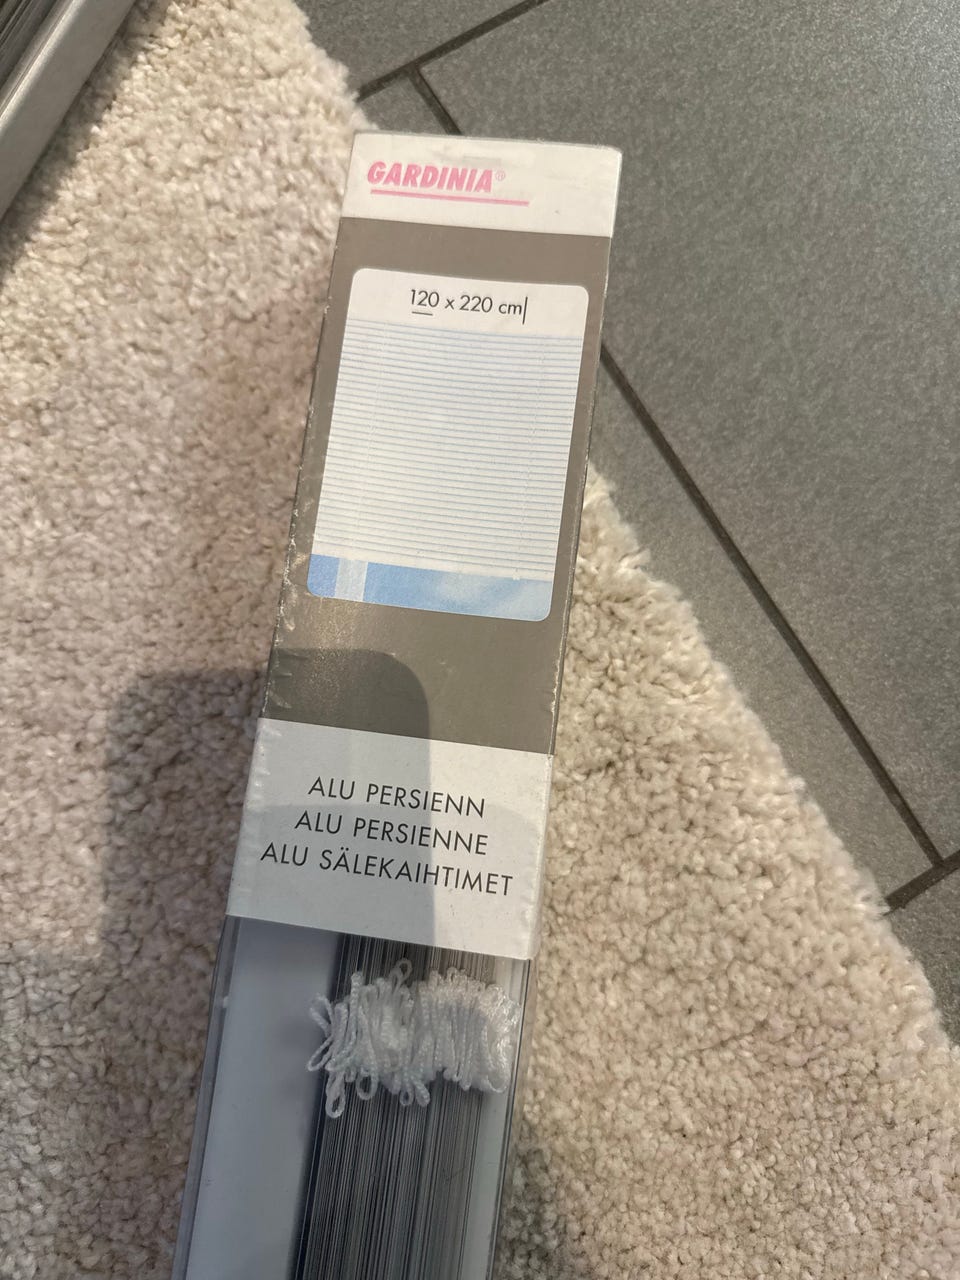 GARDINIA®
120 x 220 cm
ALU PERSIENN
ALU PERSIENNE
ALU SÄLEKAIHTIMET